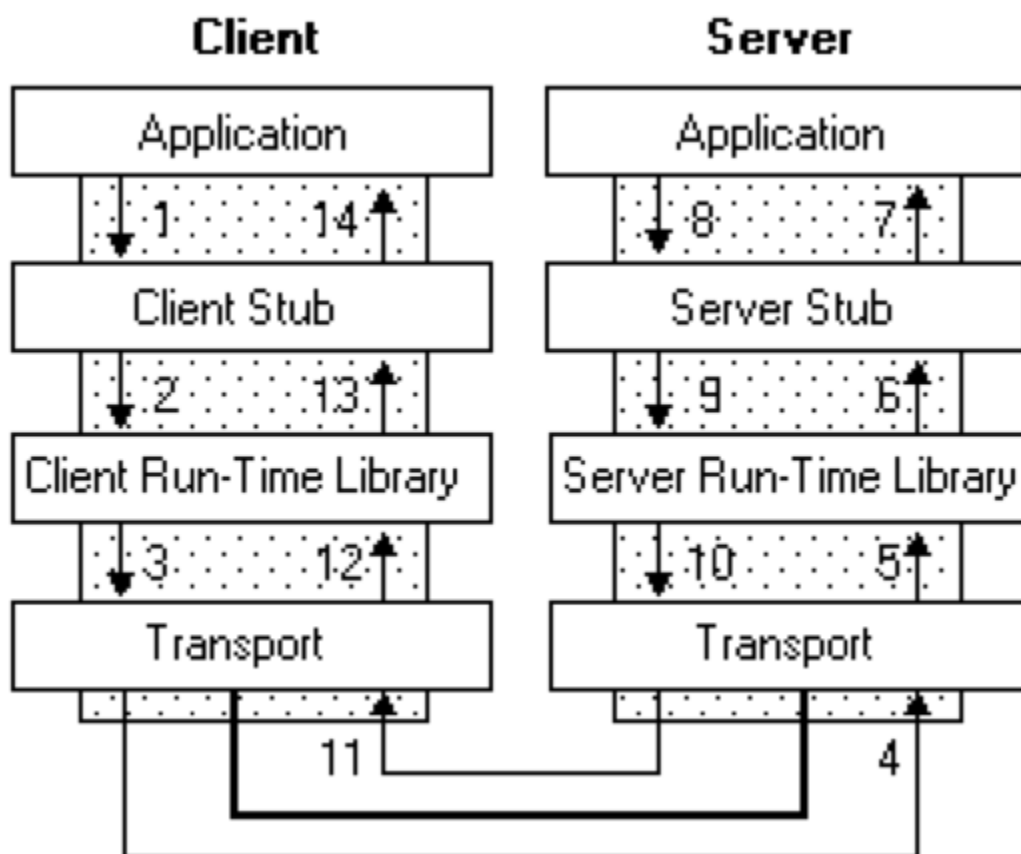 Client Server
Application Application
1 14 8 7
Client Stub Server Stub
2 13 9 6
Client Run-Time Library Server Run-Time Library
3 12 10 5
Transport Transport
11 4